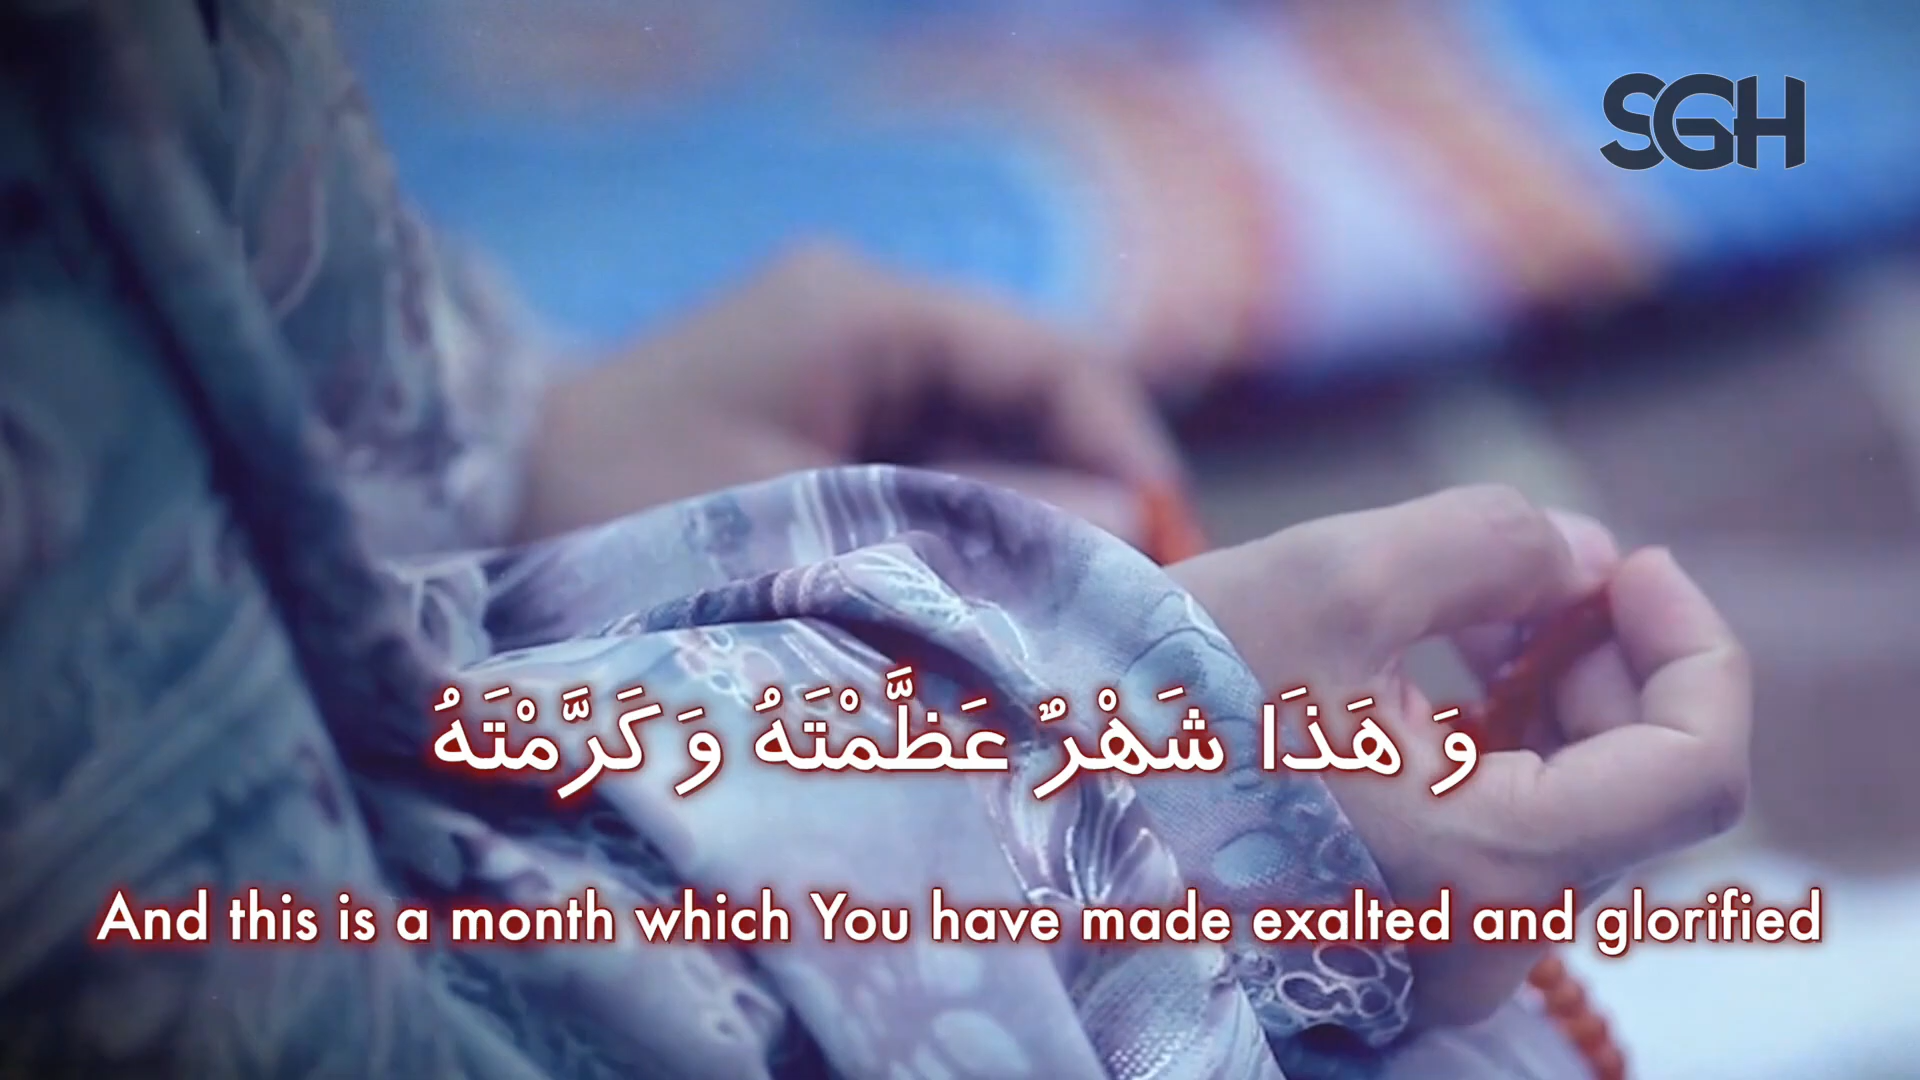 SGH
وَ هَذَا شَهْرٌ عَظَّمْتَهُ وَ كَرَّمْتَهُ
And this is a month which You have made exalted and glorified